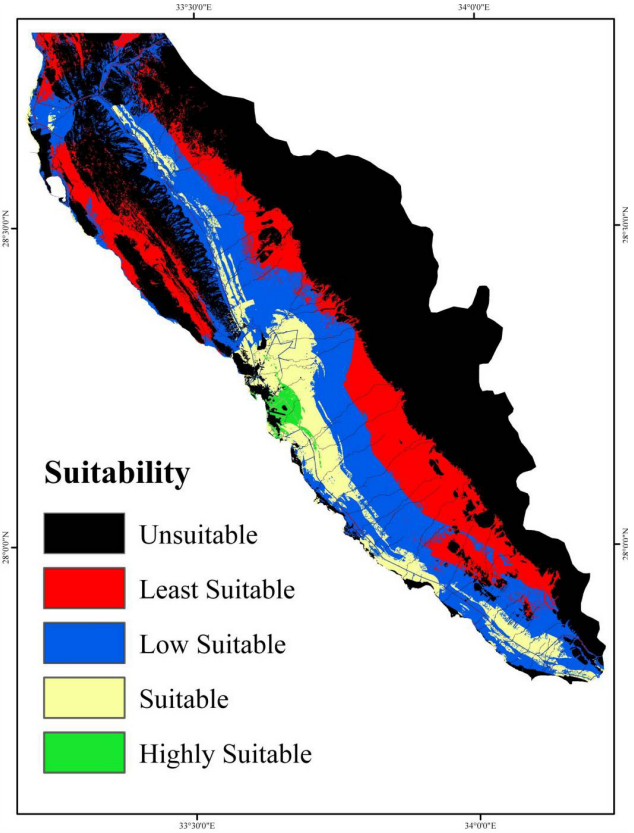 33°30'0"E 34°0'0"E
28°30'0"N 28°30'0"N
Suitability
Unsuitable
28°0'0"N 28°0'0"N
Least Suitable
Low Suitable
Suitable
Highly Suitable
33°30'0"E 34°0'0"E